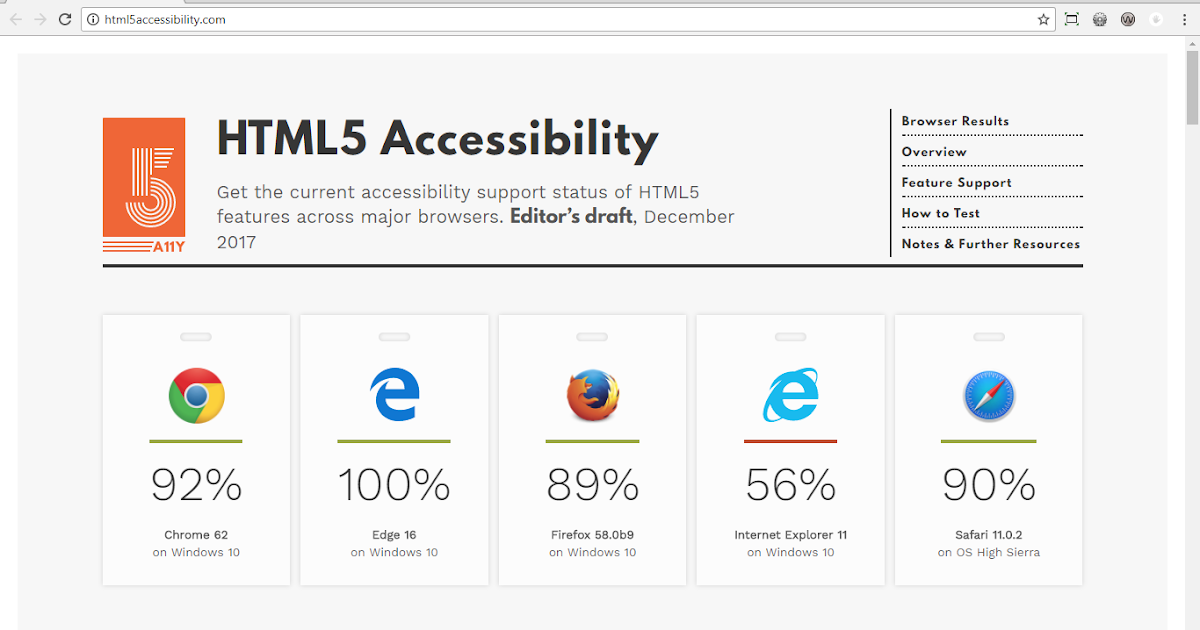 html5accessibility.com
5
A11Y
HTML5 Accessibility
Get the current accessibility support status of HTML5
features across major browsers. Editor’s draft, December
2017
Browser Results
Overview
Feature Support
How to Test
Notes & Further Resources
92%
Chrome 62
on Windows 10
100%
Edge 16
on Windows 10
89%
Firefox 58.0b9
on Windows 10
56%
Internet Explorer 11
on Windows 10
90%
Safari 11.0.2
on OS High Sierra